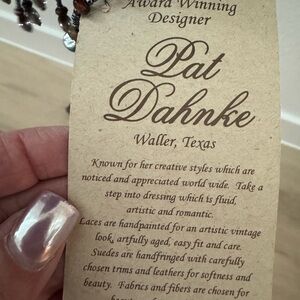 Award Winning
Designer
Pat
Dahnke
Waller, Texas
Known for her creative styles which are
noticed and appreciated world wide. Take a
step into dressing which is fluid,
artistic and romantic.
Laces are handpainted for an artistic vintage
look, artfully aged, easy fit and care.
Suedes are handfringed with carefully
chosen trims and leathers for softness and
beauty. Fabrics and fibers are chosen for